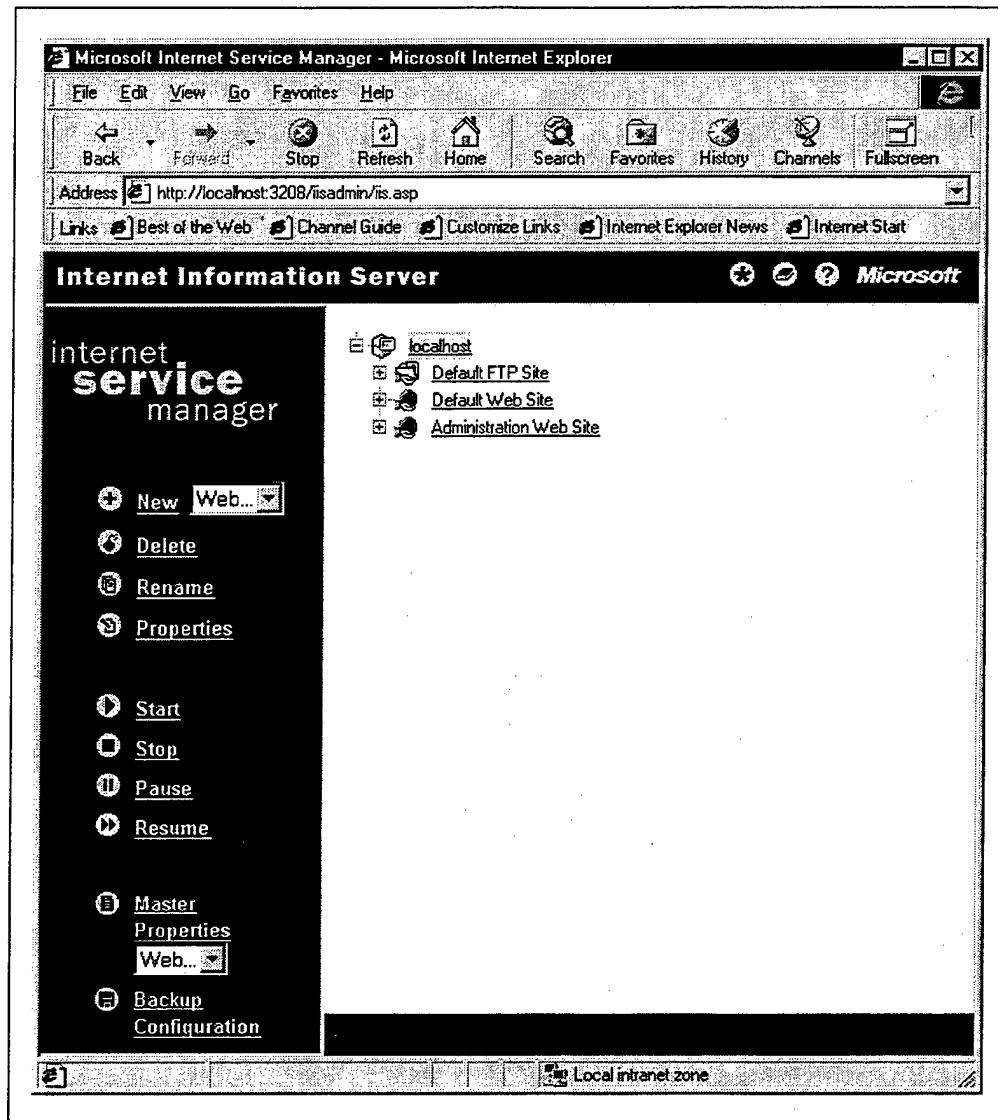 Microsoft Internet Service Manager - Microsoft Internet Explorer
File Edit View Go Favorites Help
Back Forward Stop Refresh Home Search Favorites History Channels Fullscreen
Address http://localhost:3208/iisadmin/iis.asp
Links Best of the Web Channel Guide Customize Links Internet Explorer News Internet Start
Internet Information Server Microsoft
internet
service
manager
localhost
Default FTP Site
Default Web Site
Administration Web Site
New Web...
Delete
Rename
Properties
Start
Stop
Pause
Resume
Master
Properties
Web...
Backup
Configuration
Local intranet zone